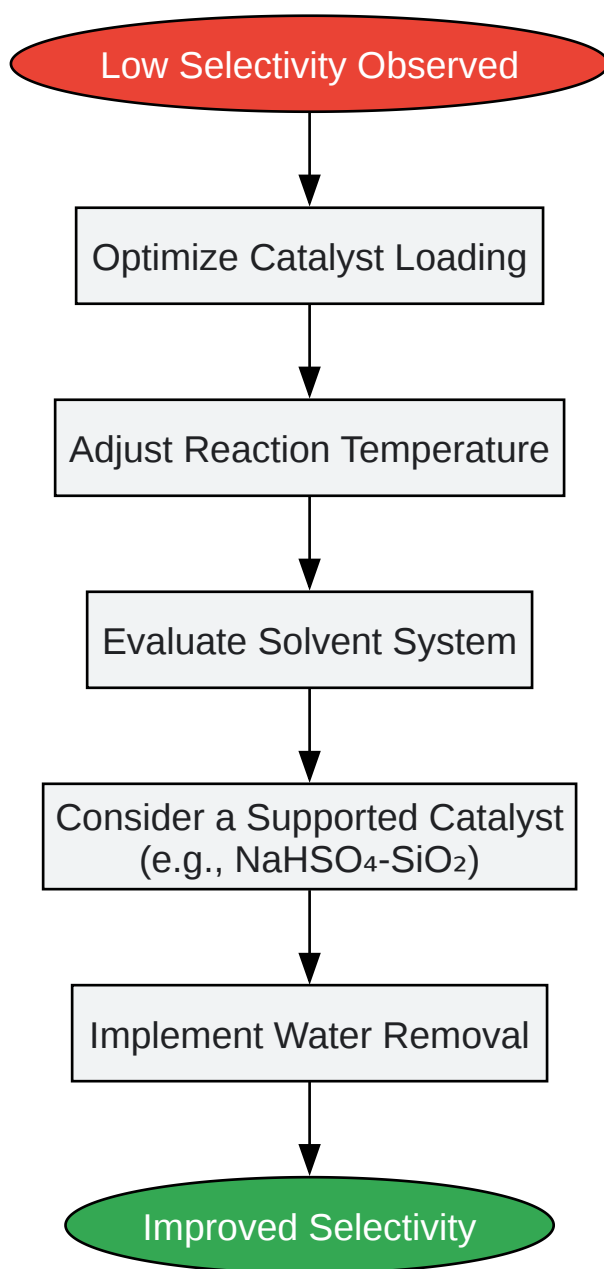 Low Selectivity Observed
Optimize Catalyst Loading
Adjust Reaction Temperature
Evaluate Solvent System
Consider a Supported Catalyst
(e.g., NaHSO₄-SiO₂)
Implement Water Removal
Improved Selectivity